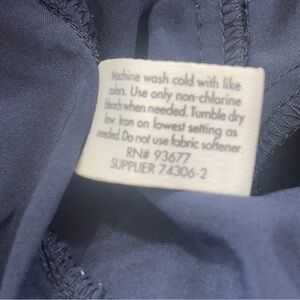 Machine wash cold with like
colors. Use only non-chlorine
bleach when needed. Tumble dry
low. Iron on lowest setting as
needed. Do not use fabric softener
RN# 93677
SUPPLIER 74306-2